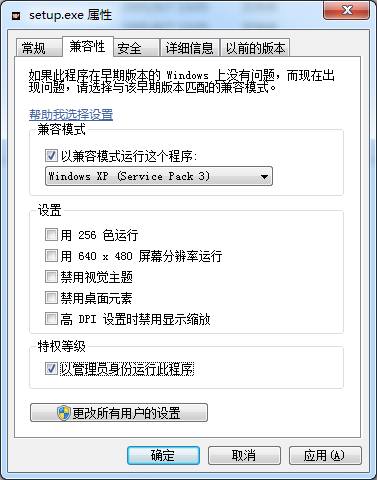 setup.exe 属性
常规 兼容性 安全 详细信息 以前的版本
如果此程序在早期版本的 Windows 上没有问题，而现在出
现问题，请选择与该早期版本匹配的兼容模式。
帮助我选择设置
兼容模式
以兼容模式运行这个程序:
Windows XP (Service Pack 3)
设置
用 256 色运行
用 640 x 480 屏幕分辨率运行
禁用视觉主题
禁用桌面元素
高 DPI 设置时禁用显示缩放
特权等级
以管理员身份运行此程序
更改所有用户的设置
确定 取消 应用(A)